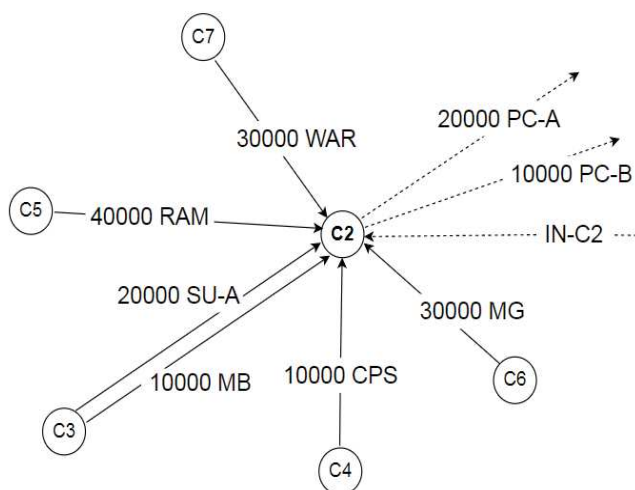 C7
20000 PC-A
30000 WAR
10000 PC-B
C5
40000 RAM
C2
IN-C2
20000 SU-A
30000 MG
10000 MB
10000 CPS
C6
C3
C4